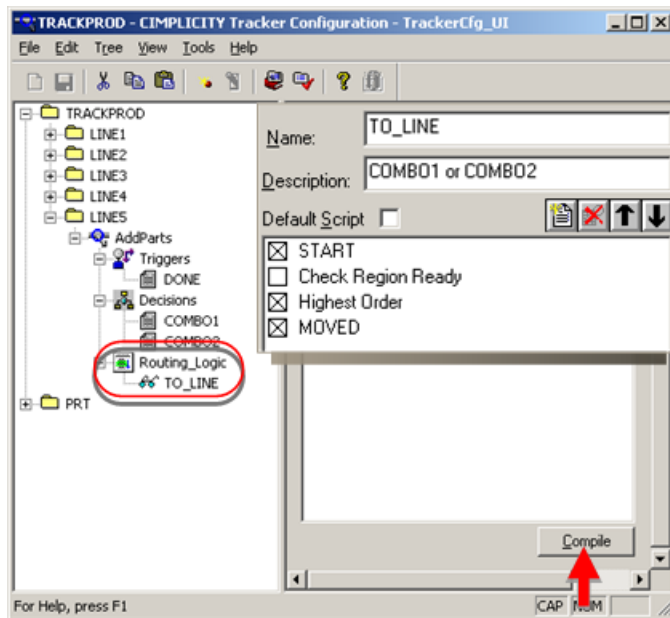 TRACKPROD - CIMPLICITY Tracker Configuration - TrackerCfg_UI
File Edit Tree View Tools Help
TRACKPROD
LINE1
LINE2
LINE3
LINE4
LINE5
AddParts
Triggers
DONE
Decisions
COMBO1
COMBO2
Routing_Logic
TO_LINE
PRT
Name: TO_LINE
Description: COMBO1 or COMBO2
Default Script
START
Check Region Ready
Highest Order
MOVED
Compile
For Help, press F1
CAP NUM